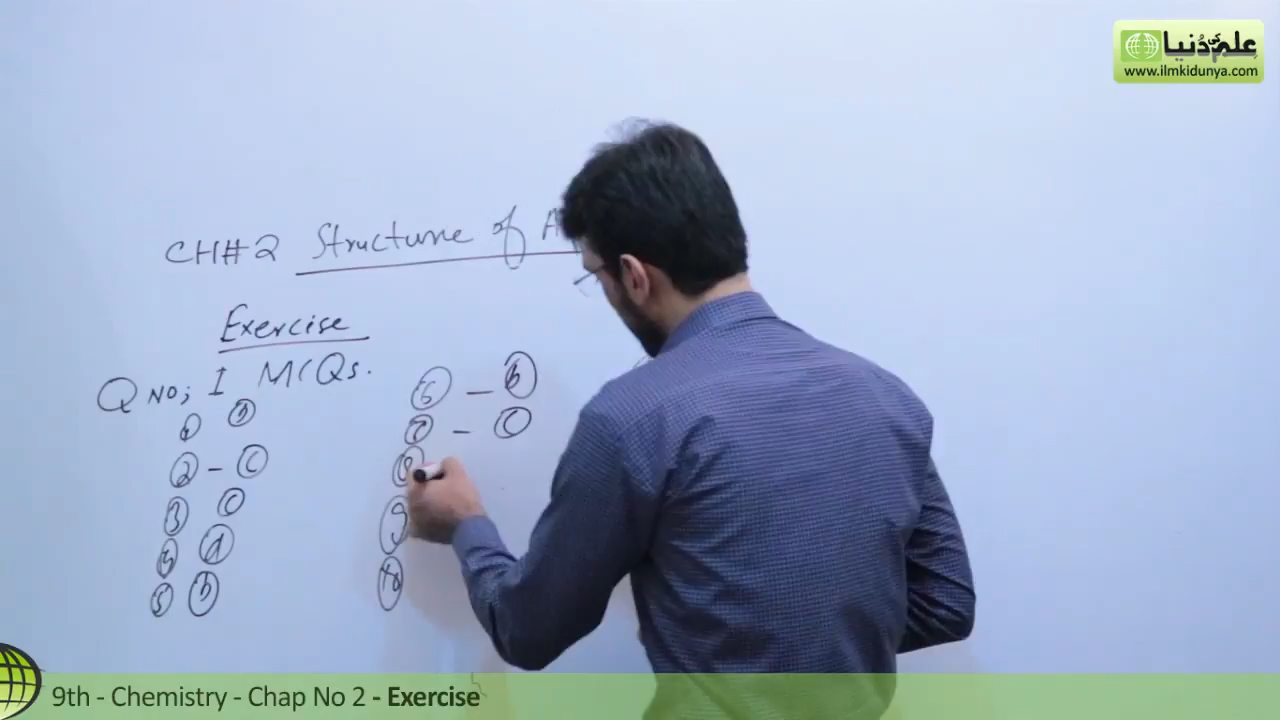 علم کی دنیا
www.ilmkidunya.com
CH#2 Structure of A
Exercise
Q NO; I MCQs.
1 b
2 - c
3 c
4 d
5 b
6 - b
7 - c
8
9
10
9th - Chemistry - Chap No 2 - Exercise